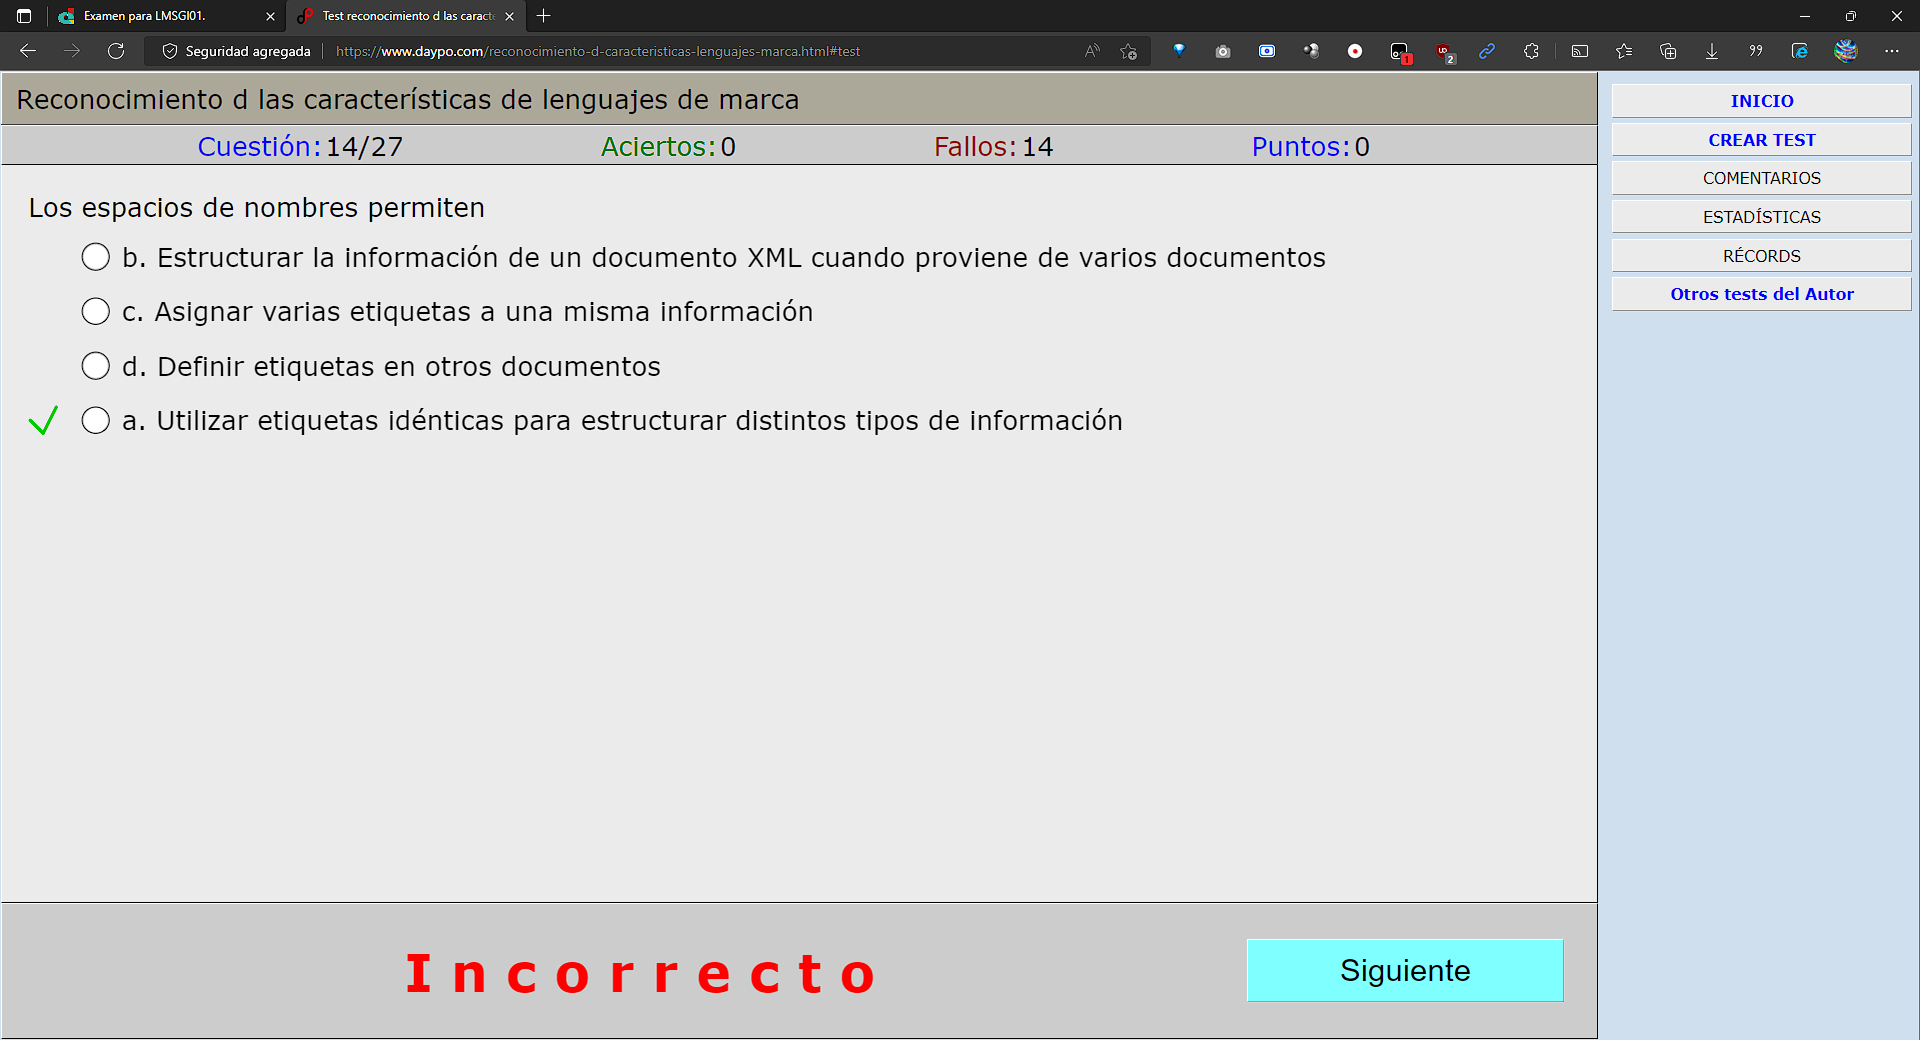 Examen para LMSGI01.
Test reconocimiento d las caracte
Seguridad agregada
https://www.daypo.com/reconocimiento-d-caracteristicas-lenguajes-marca.html#test
1
2
Reconocimiento d las características de lenguajes de marca
Cuestión: 14/27 Aciertos: 0 Fallos: 14 Puntos: 0
Los espacios de nombres permiten
b. Estructurar la información de un documento XML cuando proviene de varios documentos
c. Asignar varias etiquetas a una misma información
d. Definir etiquetas en otros documentos
a. Utilizar etiquetas idénticas para estructurar distintos tipos de información
Incorrecto
Siguiente
INICIO
CREAR TEST
COMENTARIOS
ESTADÍSTICAS
RÉCORDS
Otros tests del Autor